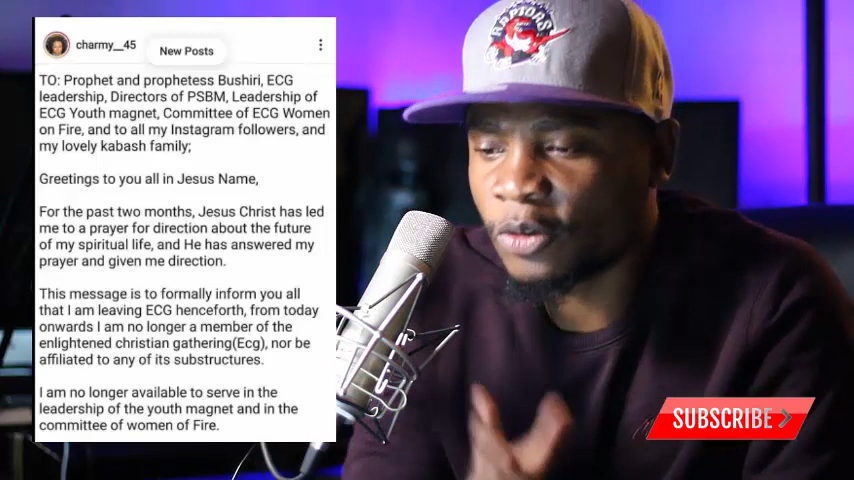 RAPTORS
charmy__45
New Posts
TO: Prophet and prophetess Bushiri, ECG
leadership, Directors of PSBM, Leadership of
ECG Youth magnet, Committee of ECG Women
on Fire, and to all my Instagram followers, and
my lovely kabash family;
Greetings to you all in Jesus Name,
For the past two months, Jesus Christ has led
me to a prayer for direction about the future
of my spiritual life, and He has answered my
prayer and given me direction.
This message is to formally inform you all
that I am leaving ECG henceforth, from today
onwards I am no longer a member of the
enlightened christian gathering(Ecg), nor be
affiliated to any of its substructures.
I am no longer available to serve in the
leadership of the youth magnet and in the
committee of women of Fire.
SUBSCRIBE